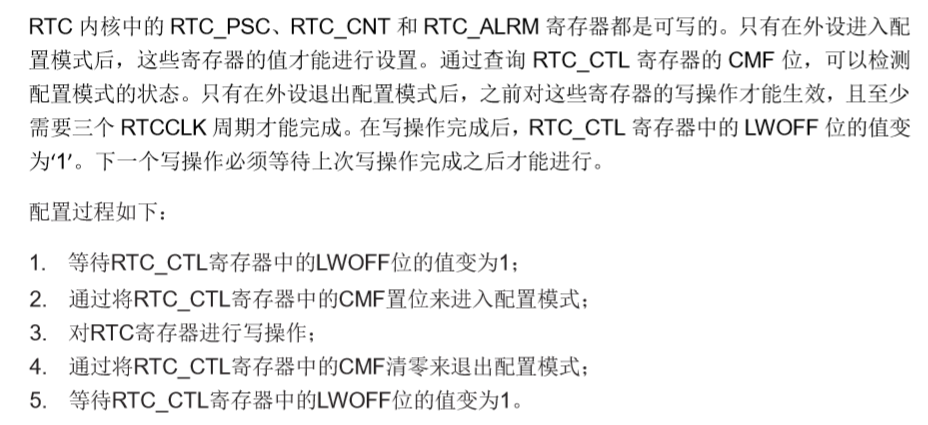 RTC 内核中的 RTC_PSC、RTC_CNT 和 RTC_ALRM 寄存器都是可写的。只有在外设进入配
置模式后，这些寄存器的值才能进行设置。通过查询 RTC_CTL 寄存器的 CMF 位，可以检测
配置模式的状态。只有在外设退出配置模式后，之前对这些寄存器的写操作才能生效，且至少
需要三个 RTCCLK 周期才能完成。在写操作完成后，RTC_CTL 寄存器中的 LWOFF 位的值变
为‘1’。下一个写操作必须等待上次写操作完成之后才能进行。
配置过程如下：
1. 等待RTC_CTL寄存器中的LWOFF位的值变为1；
2. 通过将RTC_CTL寄存器中的CMF置位来进入配置模式；
3. 对RTC寄存器进行写操作；
4. 通过将RTC_CTL寄存器中的CMF清零来退出配置模式；
5. 等待RTC_CTL寄存器中的LWOFF位的值变为1。